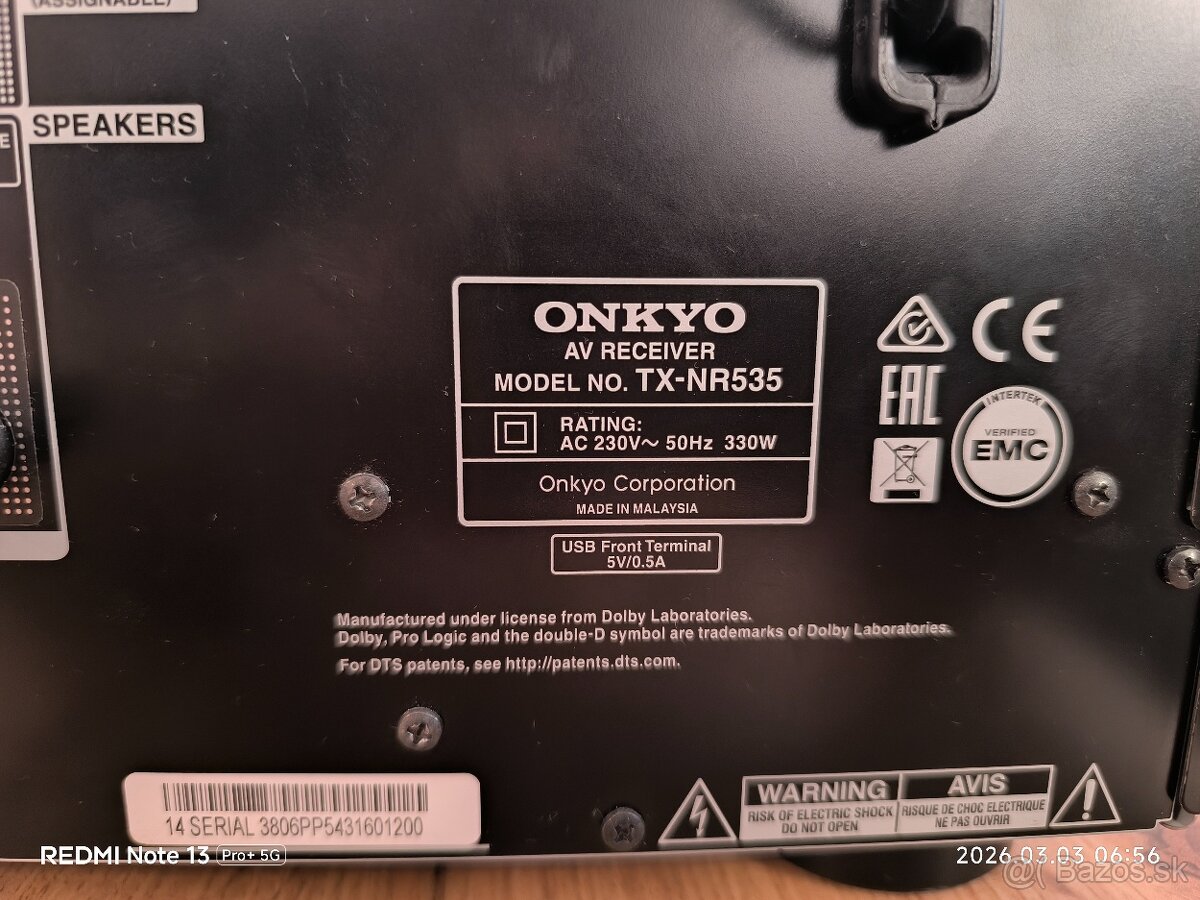 (ASSIGNABLE)
SPEAKERS
E
ONKYO
AV RECEIVER
MODEL NO. TX-NR535
RATING:
AC 230V~ 50Hz 330W
Onkyo Corporation
MADE IN MALAYSIA
CE
EAC
INTERTEK
VERIFIED
EMC
USB Front Terminal
5V/0.5A
Manufactured under license from Dolby Laboratories.
Dolby, Pro Logic and the double-D symbol are trademarks of Dolby Laboratories.
For DTS patents, see http://patents.dts.com.
14 SERIAL 3806PP5431601200
WARNING
RISK OF ELECTRIC SHOCK
DO NOT OPEN
AVIS
RISQUE DE CHOC ELECTRIQUE
NE PAS OUVRIR
REDMI Note 13 Pro+ 5G
2026.03.03 06:56
Bazos.sk